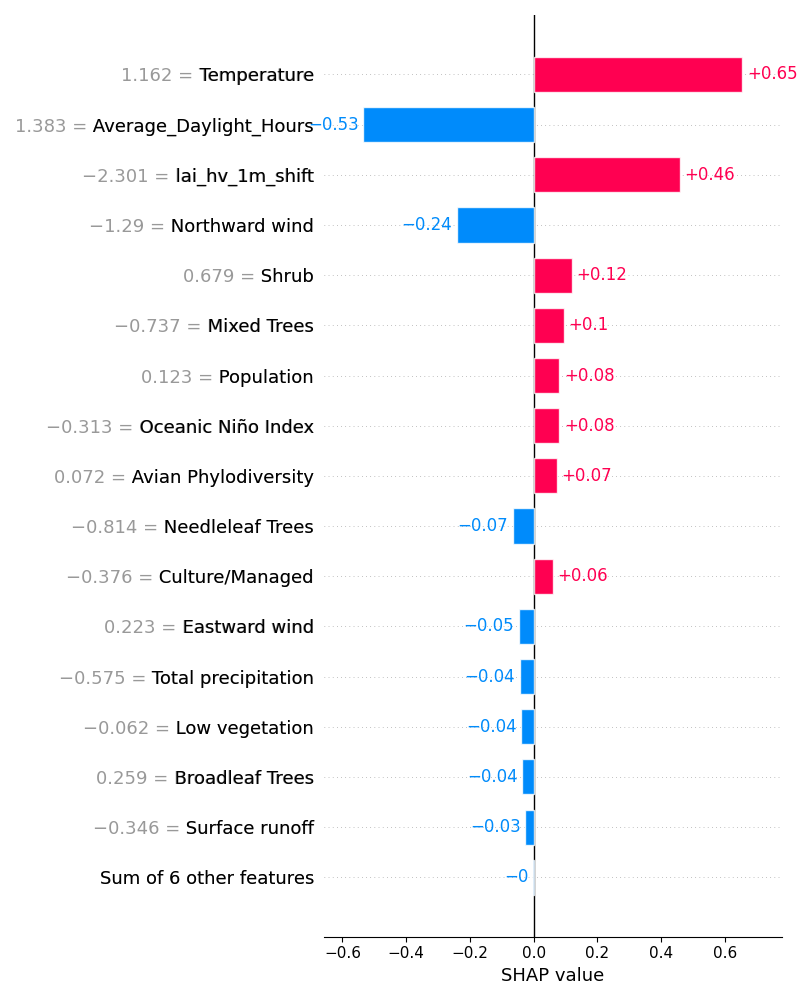 1.162 = Temperature +0.65
1.383 = Average_Daylight_Hours −0.53
−2.301 = lai_hv_1m_shift +0.46
−1.29 = Northward wind −0.24
0.679 = Shrub +0.12
−0.737 = Mixed Trees +0.1
0.123 = Population +0.08
−0.313 = Oceanic Niño Index +0.08
0.072 = Avian Phylodiversity +0.07
−0.814 = Needleleaf Trees −0.07
−0.376 = Culture/Managed +0.06
0.223 = Eastward wind −0.05
−0.575 = Total precipitation −0.04
−0.062 = Low vegetation −0.04
0.259 = Broadleaf Trees −0.04
−0.346 = Surface runoff −0.03
Sum of 6 other features −0
−0.6 −0.4 −0.2 0.0 0.2 0.4 0.6
SHAP value